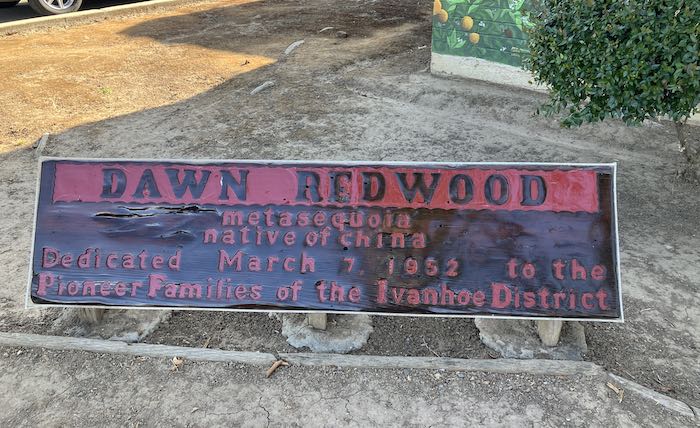 DAWN REDWOOD
metasequoia
native of china
Dedicated March 7, 1952 to the
Pioneer Families of the Ivanhoe District